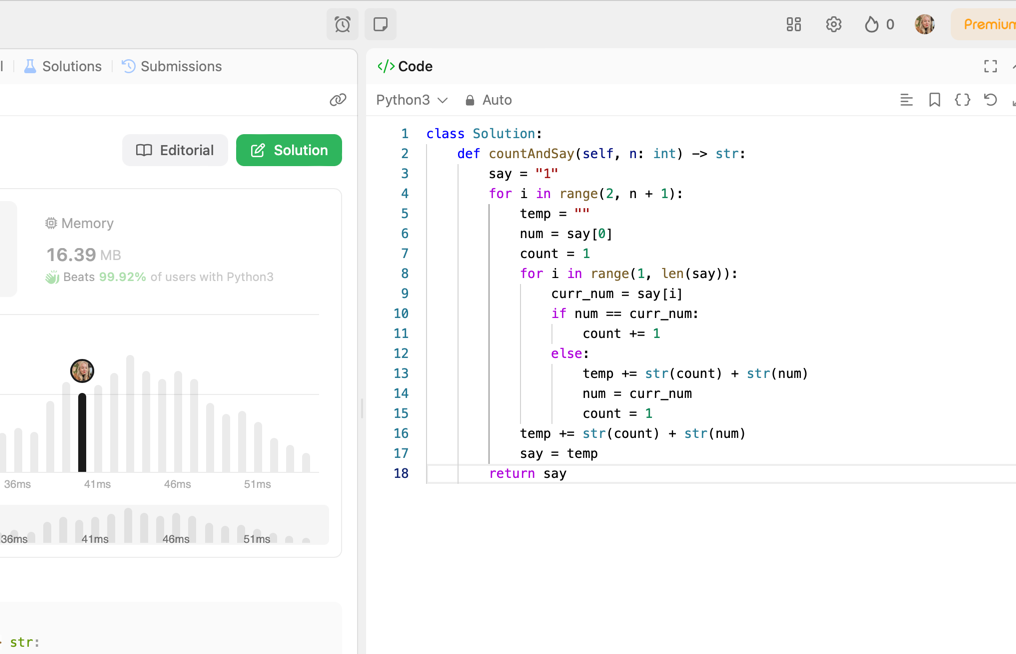 0
Premium
Solutions
Submissions
</> Code
Python3
Auto
Editorial
Solution
Memory
16.39 MB
Beats 99.92% of users with Python3
36ms 41ms 46ms 51ms
36ms 41ms 46ms 51ms
str:
1 class Solution:
2 def countAndSay(self, n: int) -> str:
3 say = "1"
4 for i in range(2, n + 1):
5 temp = ""
6 num = say[0]
7 count = 1
8 for i in range(1, len(say)):
9 curr_num = say[i]
10 if num == curr_num:
11 count += 1
12 else:
13 temp += str(count) + str(num)
14 num = curr_num
15 count = 1
16 temp += str(count) + str(num)
17 say = temp
18 return say